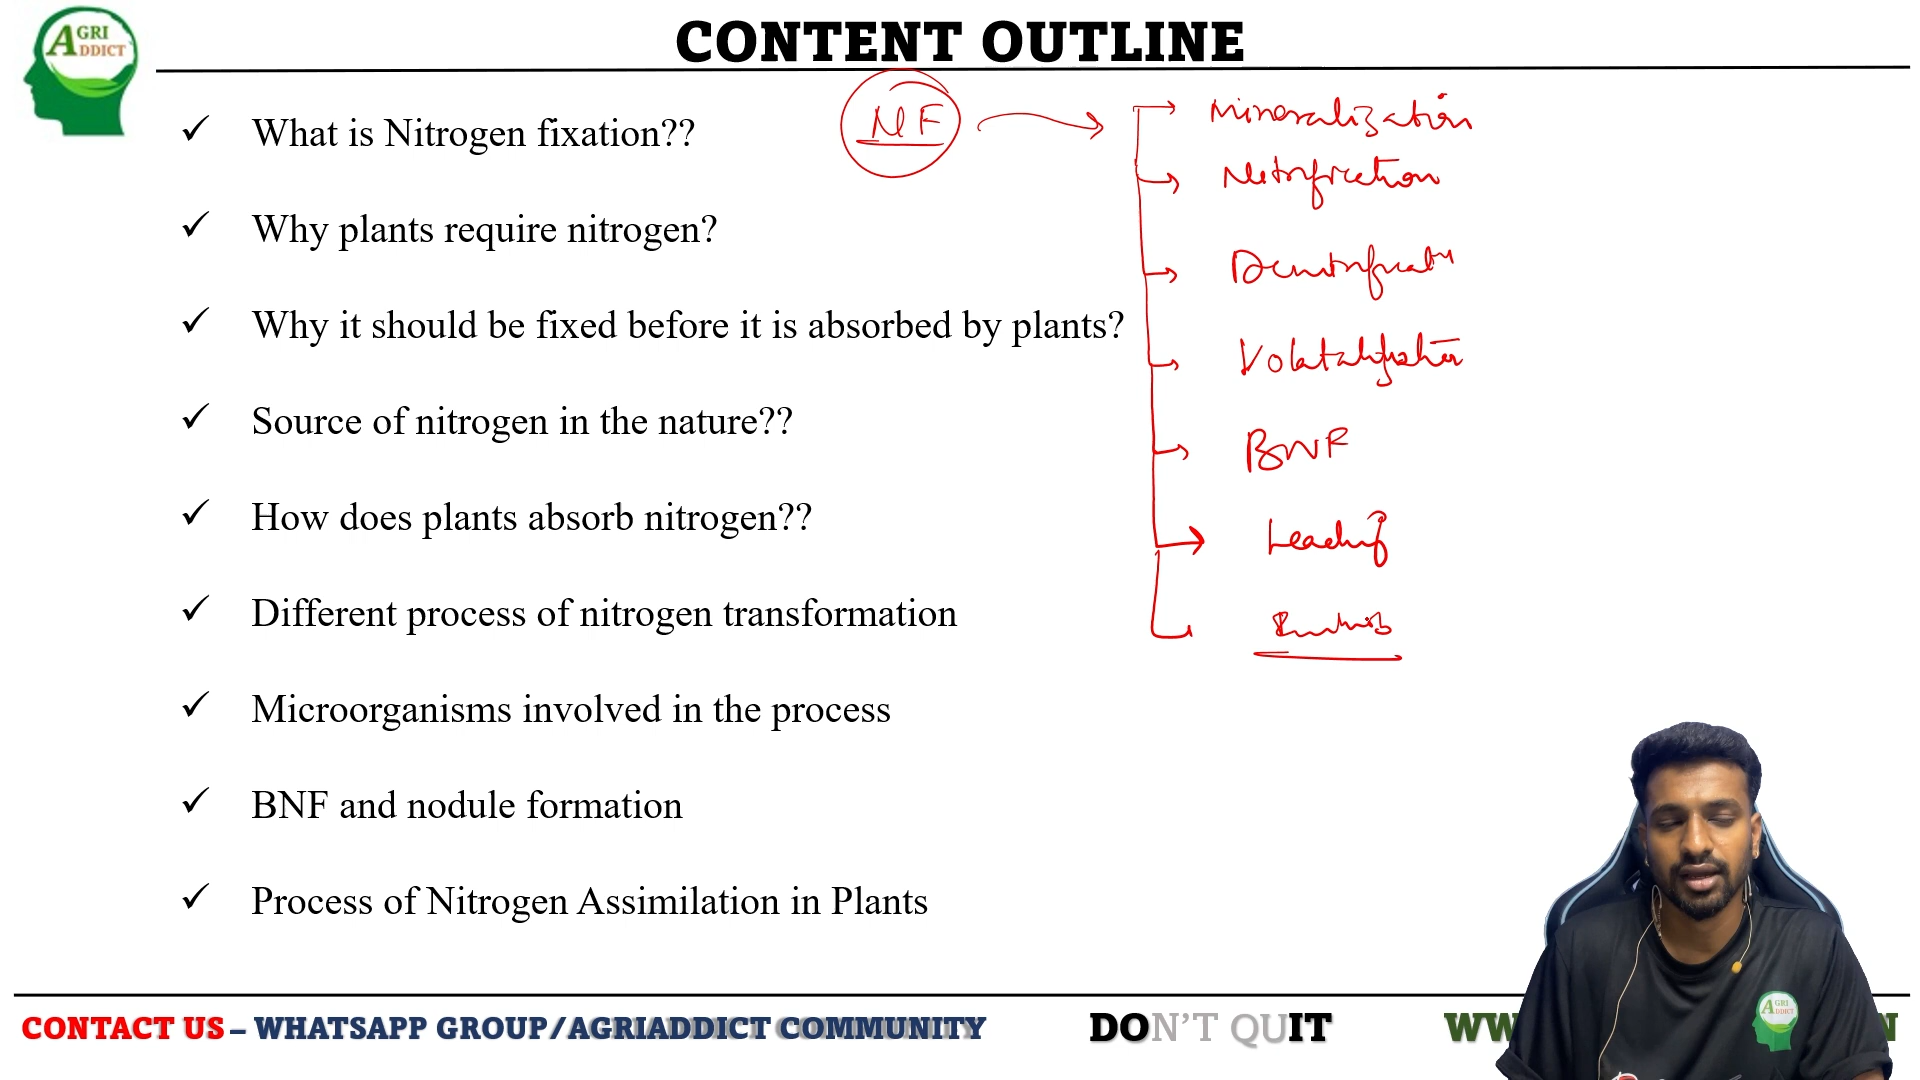 AGRI
ADDICT
CONTENT OUTLINE
✓ What is Nitrogen fixation??
✓ Why plants require nitrogen?
✓ Why it should be fixed before it is absorbed by plants?
✓ Source of nitrogen in the nature??
✓ How does plants absorb nitrogen??
✓ Different process of nitrogen transformation
✓ Microorganisms involved in the process
✓ BNF and nodule formation
✓ Process of Nitrogen Assimilation in Plants
NF
Mineralization
Nitrification
BNF
Leaching
CONTACT US – WHATSAPP GROUP/AGRIADDICT COMMUNITY
DON'T QUIT
AGRI
ADDICT